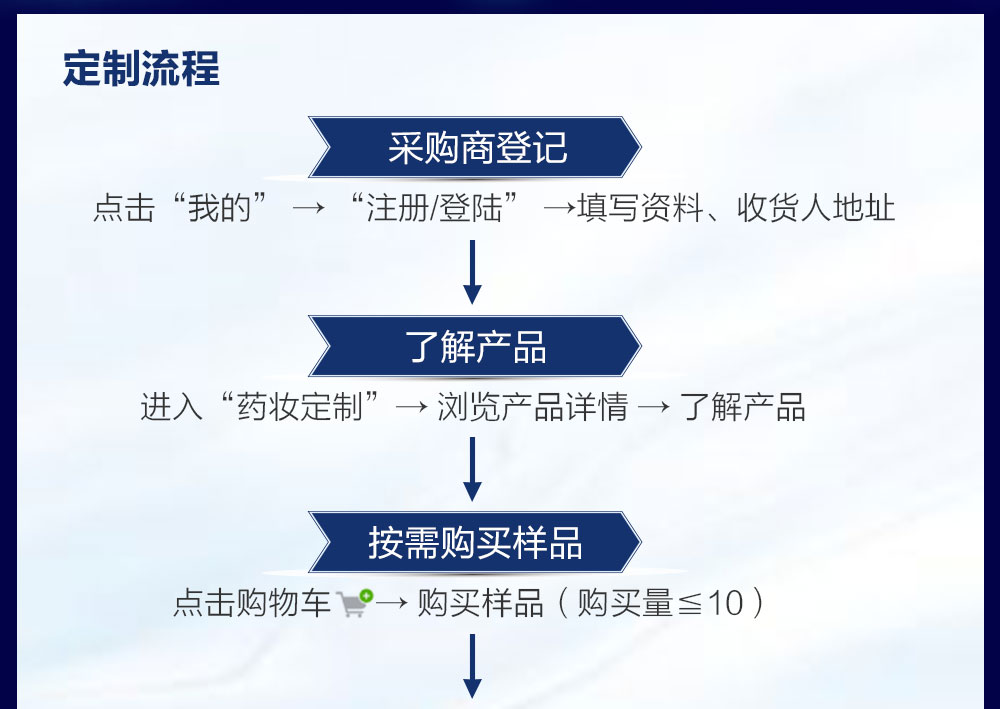 定制流程
采购商登记
点击“我的” → “注册/登陆” →填写资料、收货人地址
了解产品
进入“药妆定制”→ 浏览产品详情 → 了解产品
按需购买样品
点击购物车 → 购买样品（购买量≦10）